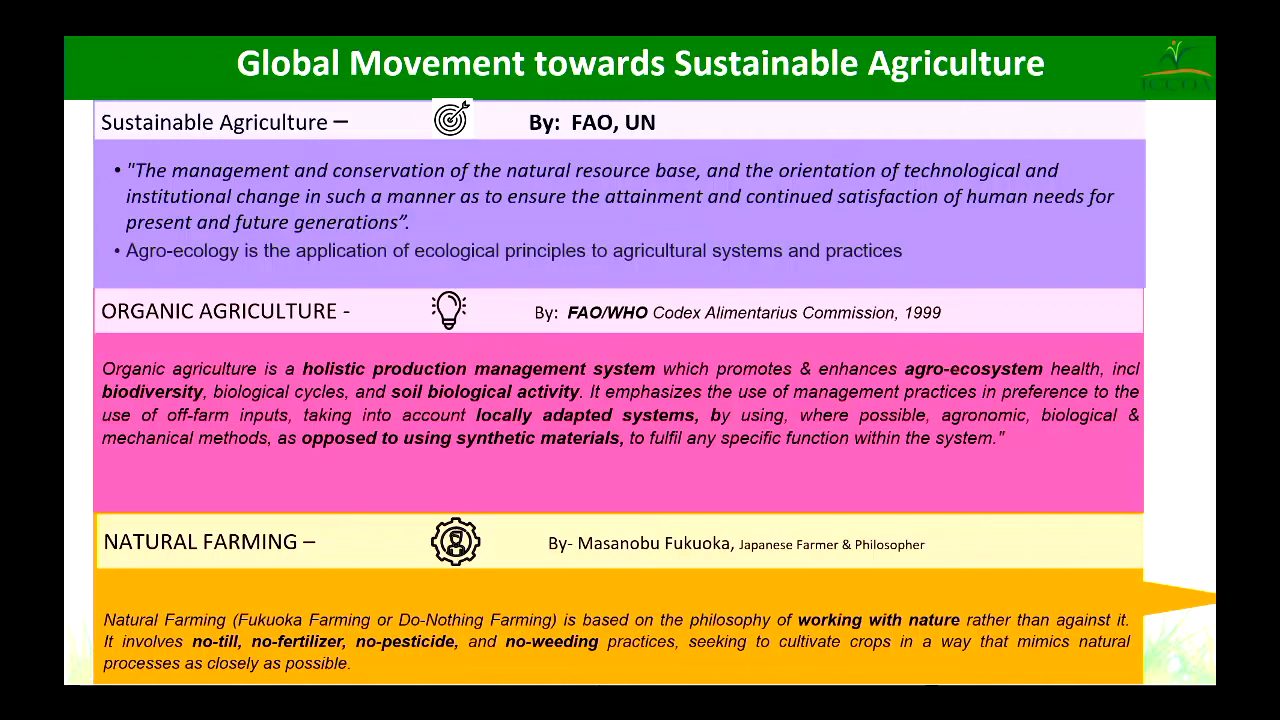 Global Movement towards Sustainable Agriculture
ICCOA
Sustainable Agriculture – By: FAO, UN
• "The management and conservation of the natural resource base, and the orientation of technological and
institutional change in such a manner as to ensure the attainment and continued satisfaction of human needs for
present and future generations”.
• Agro-ecology is the application of ecological principles to agricultural systems and practices
ORGANIC AGRICULTURE - By: FAO/WHO Codex Alimentarius Commission, 1999
Organic agriculture is a holistic production management system which promotes & enhances agro-ecosystem health, incl
biodiversity, biological cycles, and soil biological activity. It emphasizes the use of management practices in preference to the
use of off-farm inputs, taking into account locally adapted systems, by using, where possible, agronomic, biological &
mechanical methods, as opposed to using synthetic materials, to fulfil any specific function within the system."
NATURAL FARMING – By- Masanobu Fukuoka, Japanese Farmer & Philosopher
Natural Farming (Fukuoka Farming or Do-Nothing Farming) is based on the philosophy of working with nature rather than against it.
It involves no-till, no-fertilizer, no-pesticide, and no-weeding practices, seeking to cultivate crops in a way that mimics natural
processes as closely as possible.